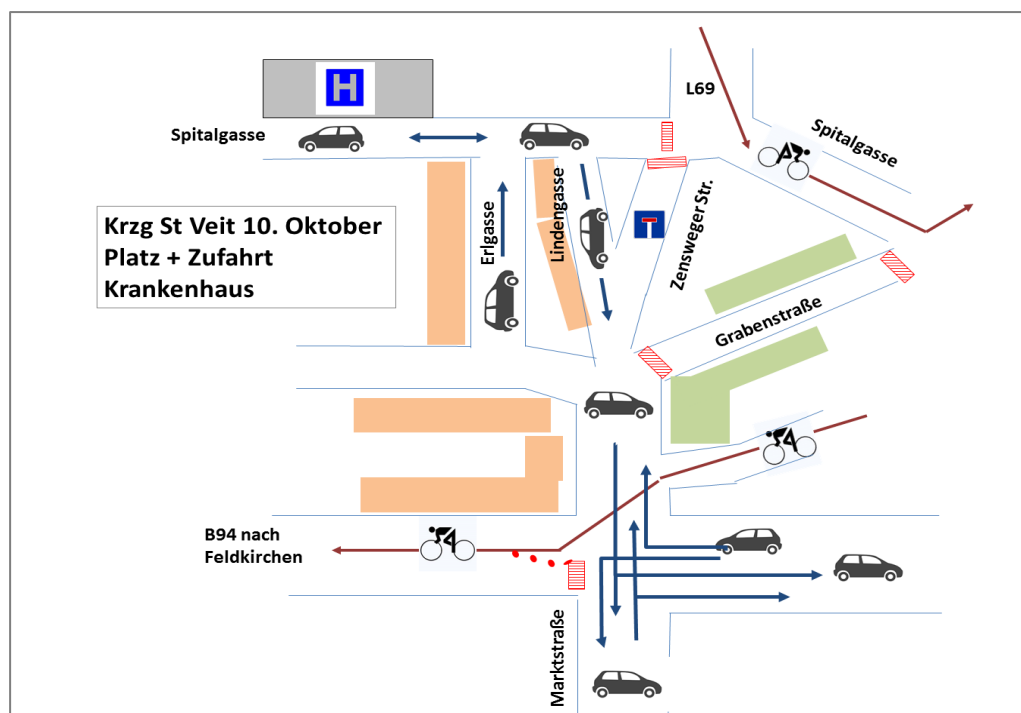 H
L69
Spitalgasse
Spitalgasse
Krzg St Veit 10. Oktober
Platz + Zufahrt
Krankenhaus
Erlgasse
Lindengasse
Zensweger Str.
Grabenstraße
B94 nach
Feldkirchen
Marktstraße